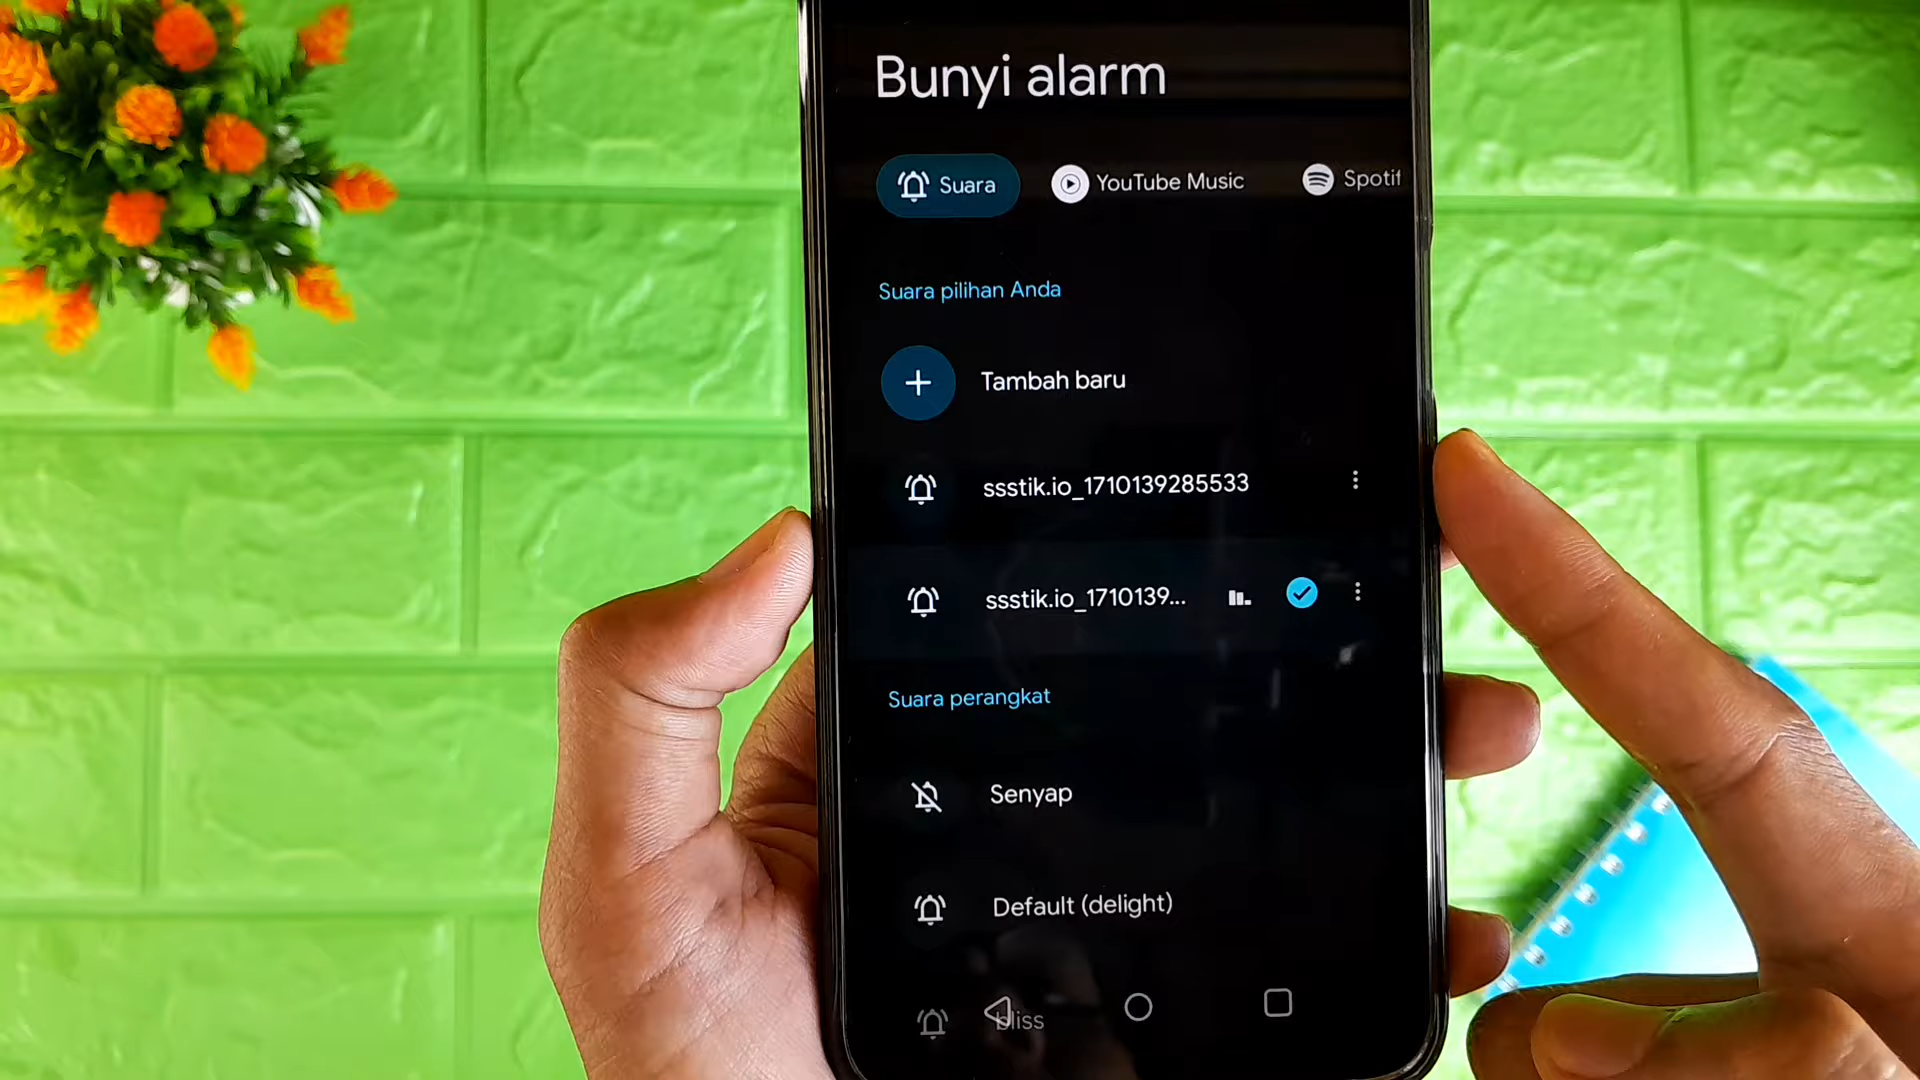 Bunyi alarm
Suara
YouTube Music
Spotif
Suara pilihan Anda
Tambah baru
ssstik.io_1710139285533
ssstik.io_1710139...
Suara perangkat
Senyap
Default (delight)
bliss